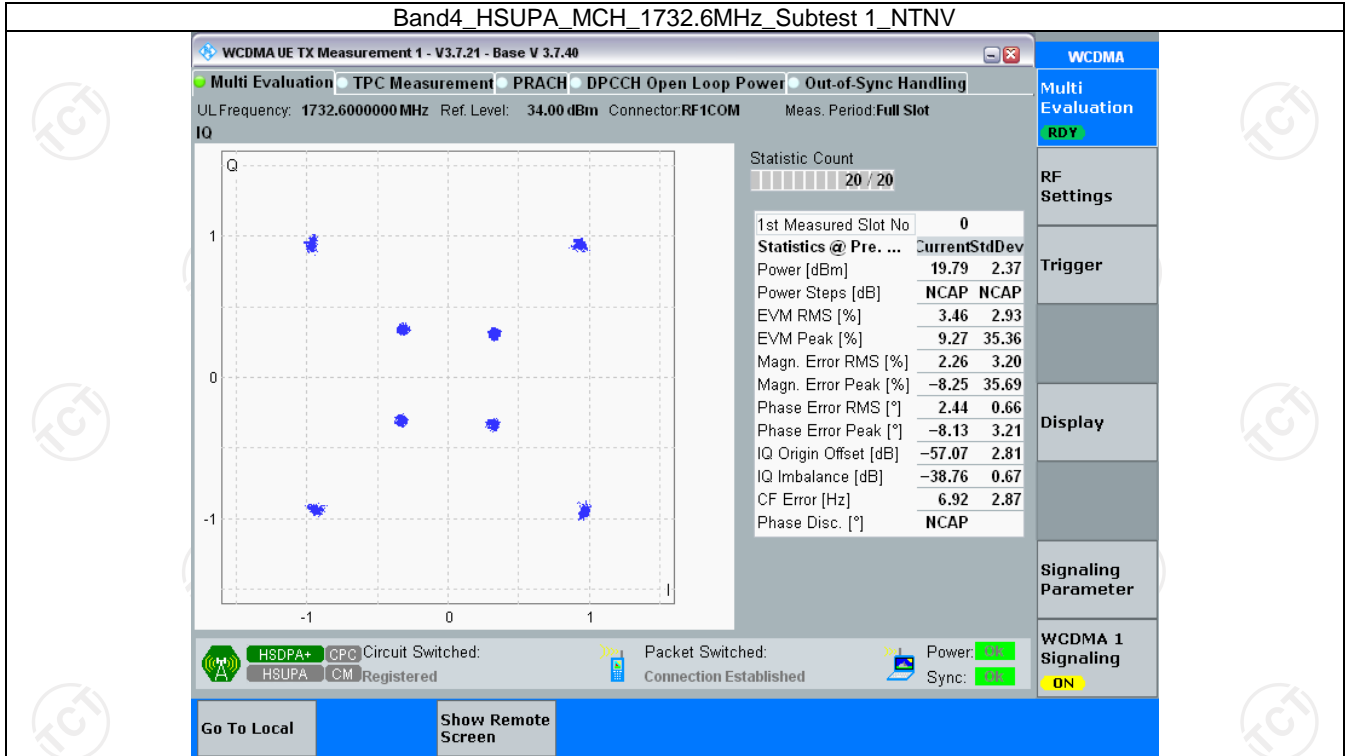 Band4_HSUPA_MCH_1732.6MHz_Subtest 1_NTNV
WCDMA UE TX Measurement 1 - V3.7.21 - Base V 3.7.40
WCDMA
Multi Evaluation TPC Measurement PRACH DPCCH Open Loop Power Out-of-Sync Handling
Multi
Evaluation
RDY
UL Frequency: 1732.6000000 MHz Ref. Level: 34.00 dBm Connector:RF1COM Meas. Period:Full Slot
IQ
Q
1
0
-1
-1 0 1
I
Statistic Count
20 / 20
1st Measured Slot No 0
Statistics @ Pre. ... Current StdDev
Power [dBm] 19.79 2.37
Power Steps [dB] NCAP NCAP
EVM RMS [%] 3.46 2.93
EVM Peak [%] 9.27 35.36
Magn. Error RMS [%] 2.26 3.20
Magn. Error Peak [%] −8.25 35.69
Phase Error RMS [°] 2.44 0.66
Phase Error Peak [°] −8.13 3.21
IQ Origin Offset [dB] −57.07 2.81
IQ Imbalance [dB] −38.76 0.67
CF Error [Hz] 6.92 2.87
Phase Disc. [°] NCAP
RF
Settings
Trigger
Display
Signaling
Parameter
WCDMA 1
Signaling
ON
HSDPA+ CPC Circuit Switched:
HSUPA CM Registered
Packet Switched:
Connection Established
Power: Ok
Sync: Ok
Go To Local
Show Remote
Screen
TCT
TCT
TCT
TCT
TCT
TCT